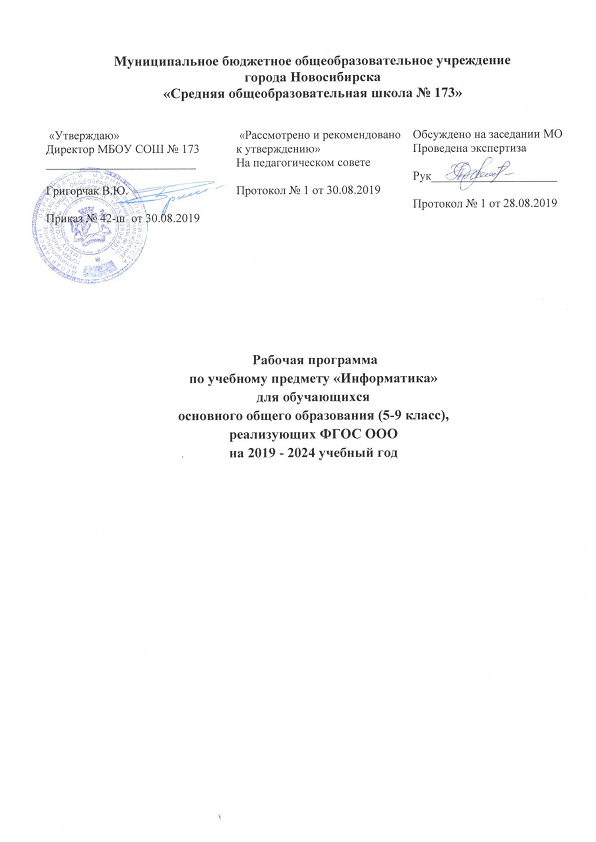 Муниципальное бюджетное общеобразовательное учреждение
города Новосибирска
«Средняя общеобразовательная школа № 173»
«Утверждаю»
Директор МБОУ СОШ № 173
Григорчак В.Ю.
Приказ № 42-ш от 30.08.2019
«Рассмотрено и рекомендовано
к утверждению»
На педагогическом совете
Протокол № 1 от 30.08.2019
Обсуждено на заседании МО
Проведена экспертиза
Рук
Протокол № 1 от 28.08.2019
Рабочая программа
по учебному предмету «Информатика»
для обучающихся
основного общего образования (5-9 класс),
реализующих ФГОС ООО
на 2019 - 2024 учебный год